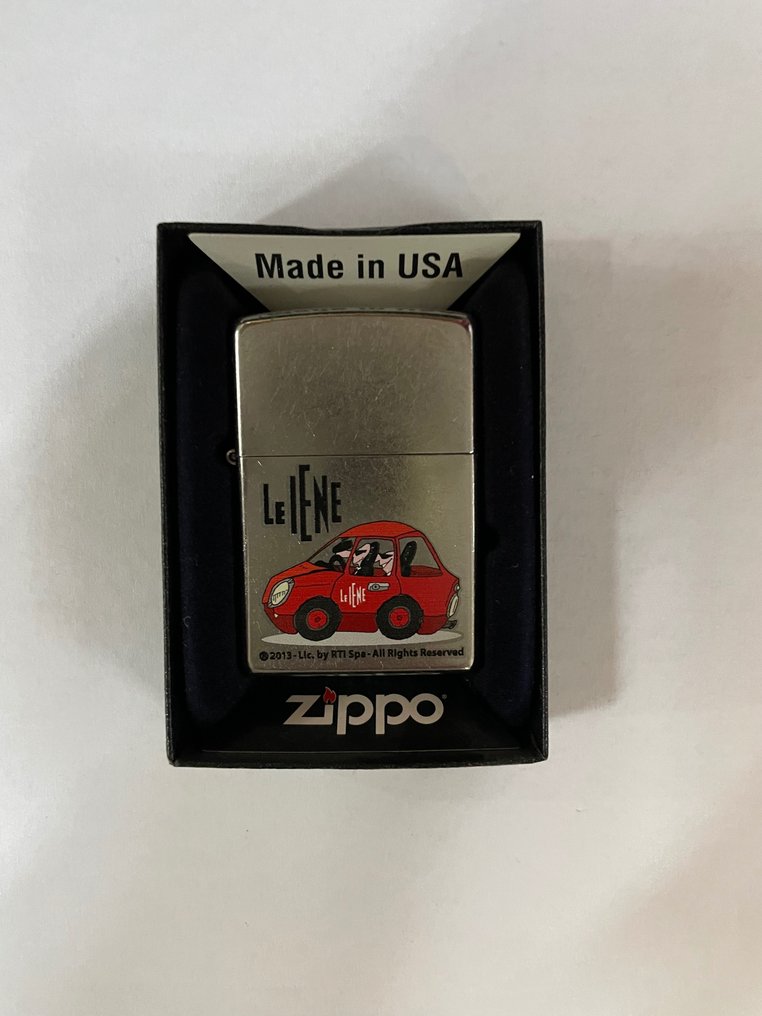 Made in USA
LE IENE
LE IENE
© 2013 - Lic. by RTI Spa - All Rights Reserved
zippo®